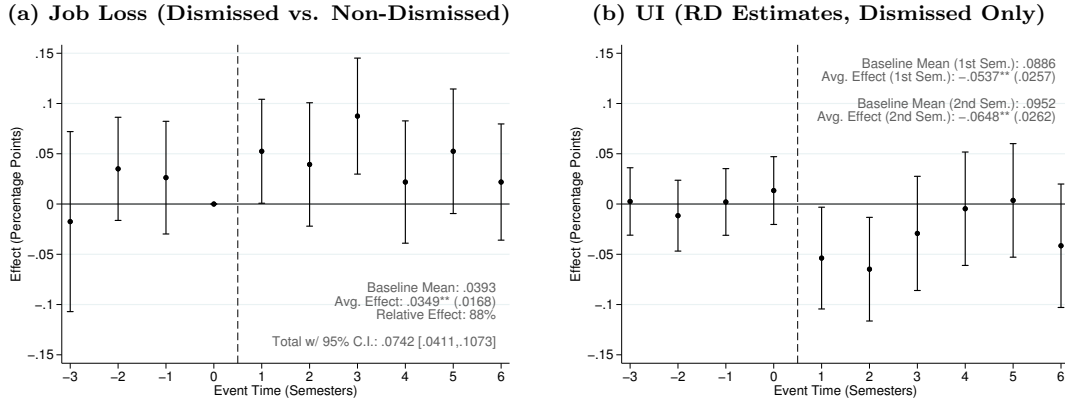 (a) Job Loss (Dismissed vs. Non-Dismissed)
.15
.1
.05
0
−.05
−.1
−.15
Effect (Percentage Points)
Baseline Mean: .0393
Avg. Effect: .0349** (.0168)
Relative Effect: 88%
Total w/ 95% C.I.: .0742 [.0411,.1073]
−3 −2 −1 0 1 2 3 4 5 6
Event Time (Semesters)
(b) UI (RD Estimates, Dismissed Only)
.15
.1
.05
0
−.05
−.1
−.15
Effect (Percentage Points)
Baseline Mean (1st Sem.): .0886
Avg. Effect (1st Sem.): −.0537** (.0257)
Baseline Mean (2nd Sem.): .0952
Avg. Effect (2nd Sem.): −.0648** (.0262)
−3 −2 −1 0 1 2 3 4 5 6
Event Time (Semesters)